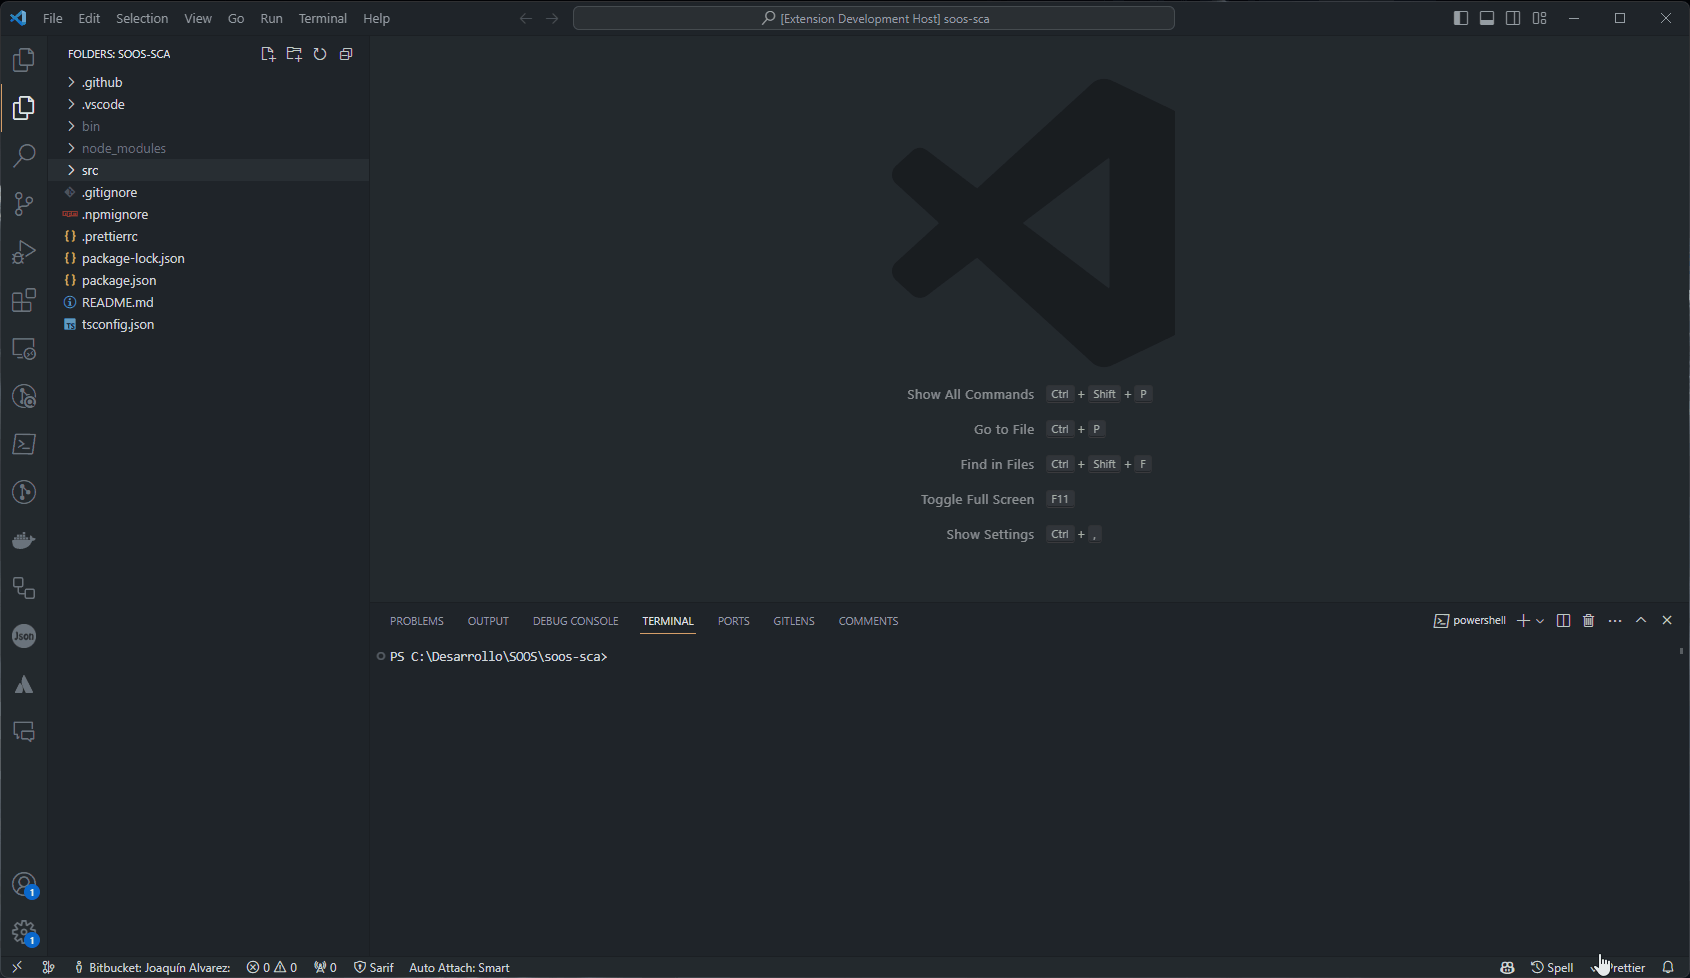 File Edit Selection View Go Run Terminal Help
[Extension Development Host] soos-sca
FOLDERS: SOOS-SCA
.github
.vscode
bin
node_modules
src
.gitignore
.npmignore
.prettierrc
package-lock.json
package.json
README.md
TS tsconfig.json
Json
1
1
Show All Commands Ctrl + Shift + P
Go to File Ctrl + P
Find in Files Ctrl + Shift + F
Toggle Full Screen F11
Show Settings Ctrl + ,
PROBLEMS OUTPUT DEBUG CONSOLE TERMINAL PORTS GITLENS COMMENTS
powershell
PS C:\Desarrollo\SOOS\soos-sca>
Bitbucket: Joaquín Alvarez: 0 0 0 Sarif Auto Attach: Smart
Spell rettier